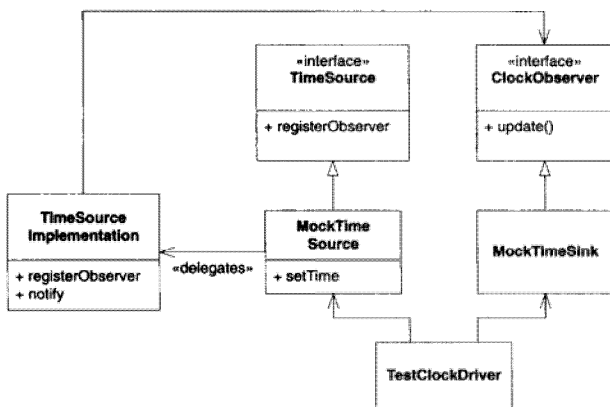 «interface»
TimeSource
+ registerObserver
«interface»
ClockObserver
+ update()
TimeSource
Implementation
+ registerObserver
+ notify
«delegates»
MockTime
Source
+ setTime
MockTimeSink
TestClockDriver